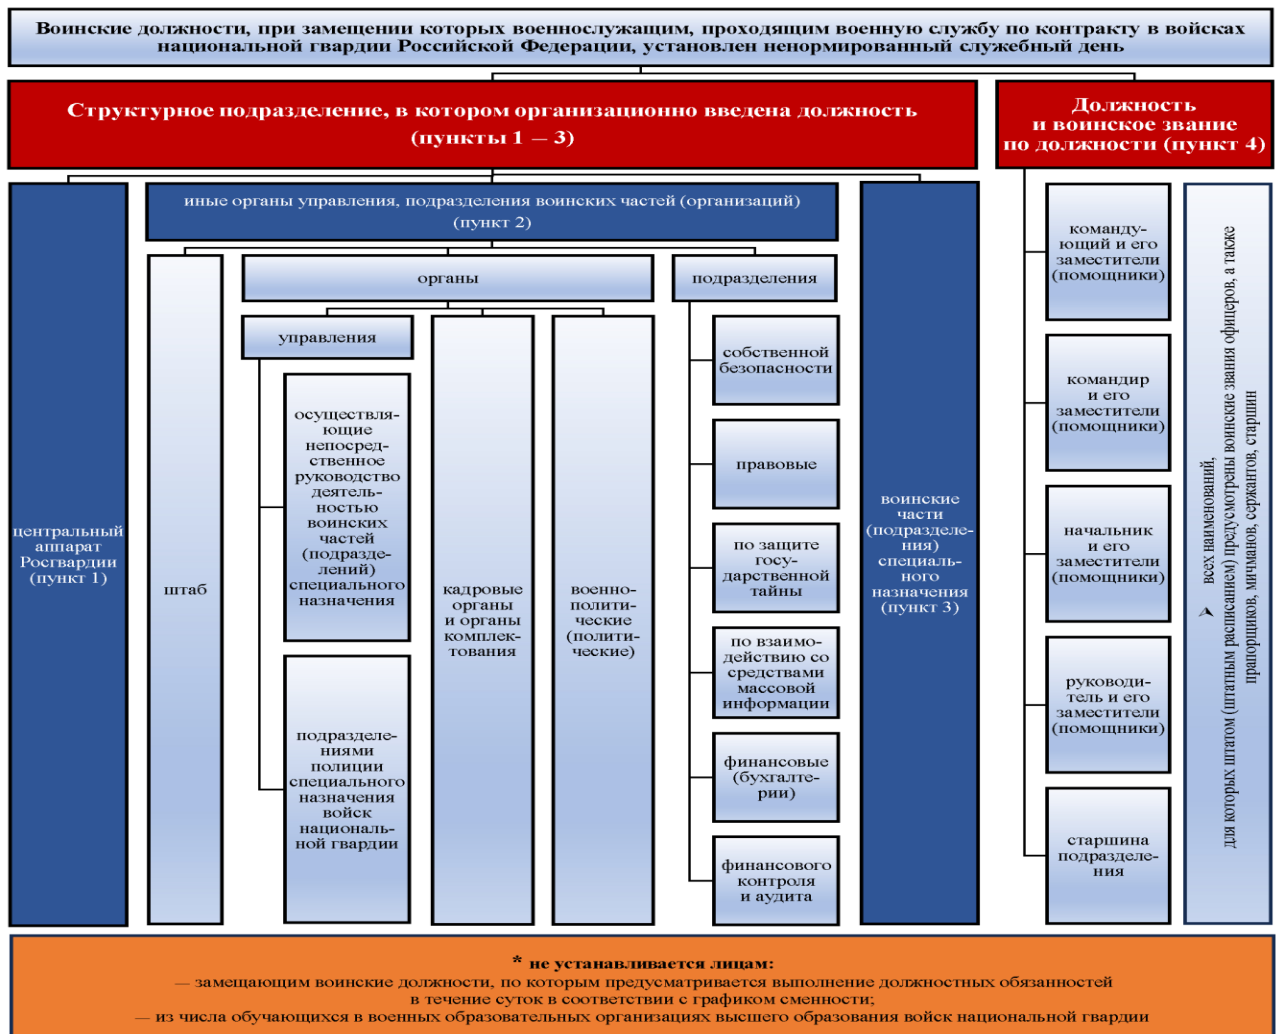 Воинские должности, при замещении которых военнослужащим, проходящим военную службу по контракту в войсках
национальной гвардии Российской Федерации, установлен ненормированный служебный день
Структурное подразделение, в котором организационно введена должность
(пункты 1 — 3)
Должность
и воинское звание
по должности (пункт 4)
центральный
аппарат
Росгвардии
(пункт 1)
иные органы управления, подразделения воинских частей (организаций)
(пункт 2)
штаб
органы
управления
осуществля-
ющие
непосред-
ственное
руководство
деятель-
ностью
воинских
частей
(подразде-
лений)
специального
назначения
подразделе-
ниями
полиции
специального
назначения
войск
националь-
ной гвардии
кадровые
органы
и органы
комплек-
тования
военно-
полити-
ческие
(полити-
ческие)
подразделения
собственной
безопасности
правовые
по защите
госу-
дарственной
тайны
по взаимо-
действию со
средствами
массовой
информации
финансовые
(бухгалте-
рии)
финансового
контроля
и аудита
воинские
части
(подразделе-
ния)
специаль-
ного
назначения
(пункт 3)
команду-
ющий и его
заместители
(помощники)
командир
и его
заместители
(помощники)
начальник
и его
заместители
(помощники)
руководи-
тель и его
заместители
(помощники)
старшина
подразделе-
ния
➢ всех наименований,
для которых штатом (штатным расписанием) предусмотрены воинские звания офицеров, а также
прапорщиков, мичманов, сержантов, старшин
* не устанавливается лицам:
— замещающим воинские должности, по которым предусматривается выполнение должностных обязанностей
в течение суток в соответствии с графиком сменности;
— из числа обучающихся в военных образовательных организациях высшего образования войск национальной гвардии